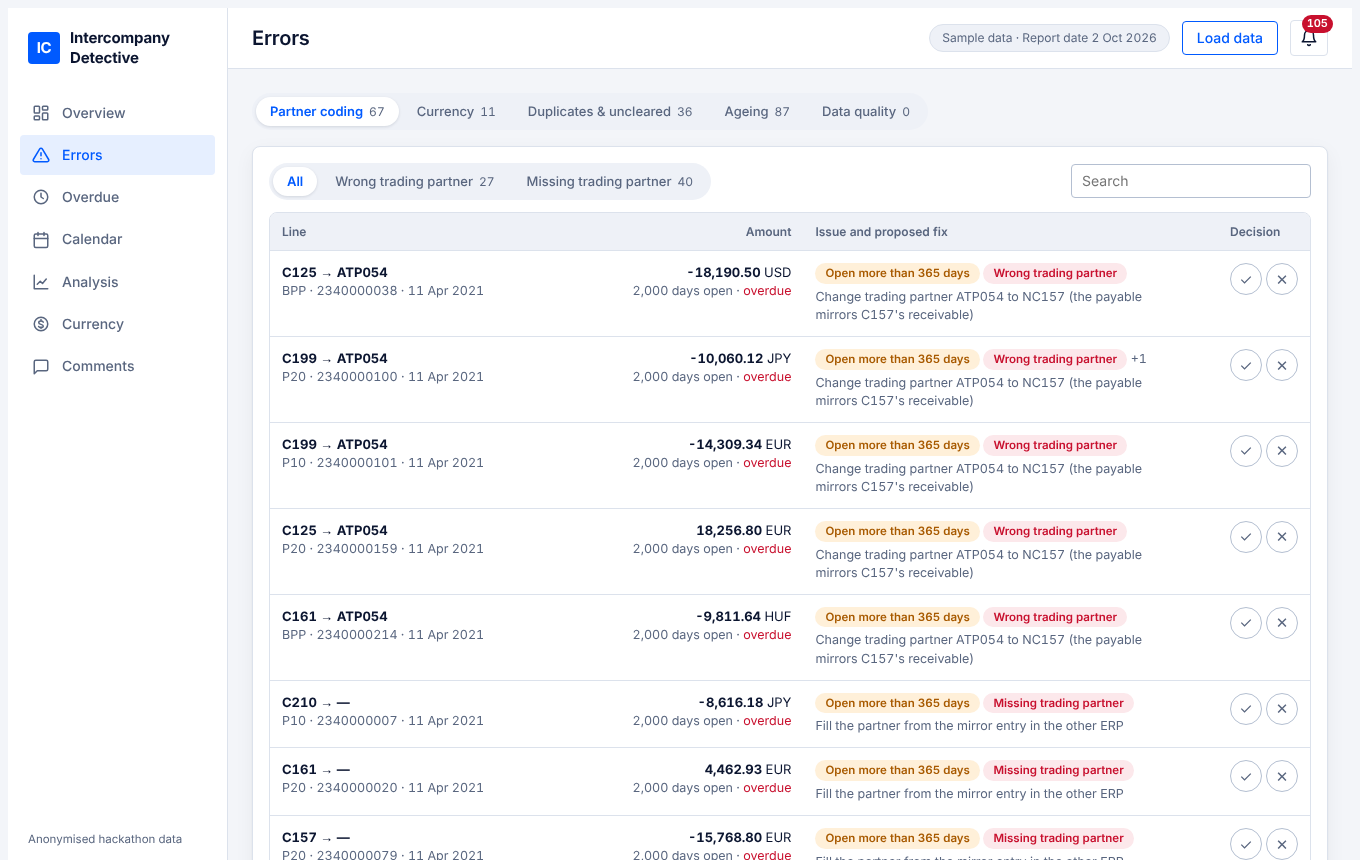 IC
Intercompany
Detective
Overview
Errors
Overdue
Calendar
Analysis
Currency
Comments
Anonymised hackathon data
Errors
Sample data · Report date 2 Oct 2026
Load data
105
Partner coding 67 Currency 11 Duplicates & uncleared 36 Ageing 87 Data quality 0
All Wrong trading partner 27 Missing trading partner 40
Search
Line Amount Issue and proposed fix Decision
C125 → ATP054 -18,190.50 USD Open more than 365 days Wrong trading partner
BPP · 2340000038 · 11 Apr 2021 2,000 days open · overdue
Change trading partner ATP054 to NC157 (the payable
mirrors C157's receivable)
C199 → ATP054 -10,060.12 JPY Open more than 365 days Wrong trading partner +1
P20 · 2340000100 · 11 Apr 2021 2,000 days open · overdue
Change trading partner ATP054 to NC157 (the payable
mirrors C157's receivable)
C199 → ATP054 -14,309.34 EUR Open more than 365 days Wrong trading partner
P10 · 2340000101 · 11 Apr 2021 2,000 days open · overdue
Change trading partner ATP054 to NC157 (the payable
mirrors C157's receivable)
C125 → ATP054 18,256.80 EUR Open more than 365 days Wrong trading partner
P20 · 2340000159 · 11 Apr 2021 2,000 days open · overdue
Change trading partner ATP054 to NC157 (the payable
mirrors C157's receivable)
C161 → ATP054 -9,811.64 HUF Open more than 365 days Wrong trading partner
BPP · 2340000214 · 11 Apr 2021 2,000 days open · overdue
Change trading partner ATP054 to NC157 (the payable
mirrors C157's receivable)
C210 → — -8,616.18 JPY Open more than 365 days Missing trading partner
P10 · 2340000007 · 11 Apr 2021 2,000 days open · overdue
Fill the partner from the mirror entry in the other ERP
C161 → — 4,462.93 EUR Open more than 365 days Missing trading partner
P20 · 2340000020 · 11 Apr 2021 2,000 days open · overdue
Fill the partner from the mirror entry in the other ERP
C157 → — -15,768.80 EUR Open more than 365 days Missing trading partner
P20 · 2340000079 · 11 Apr 2021 2,000 days open · overdue